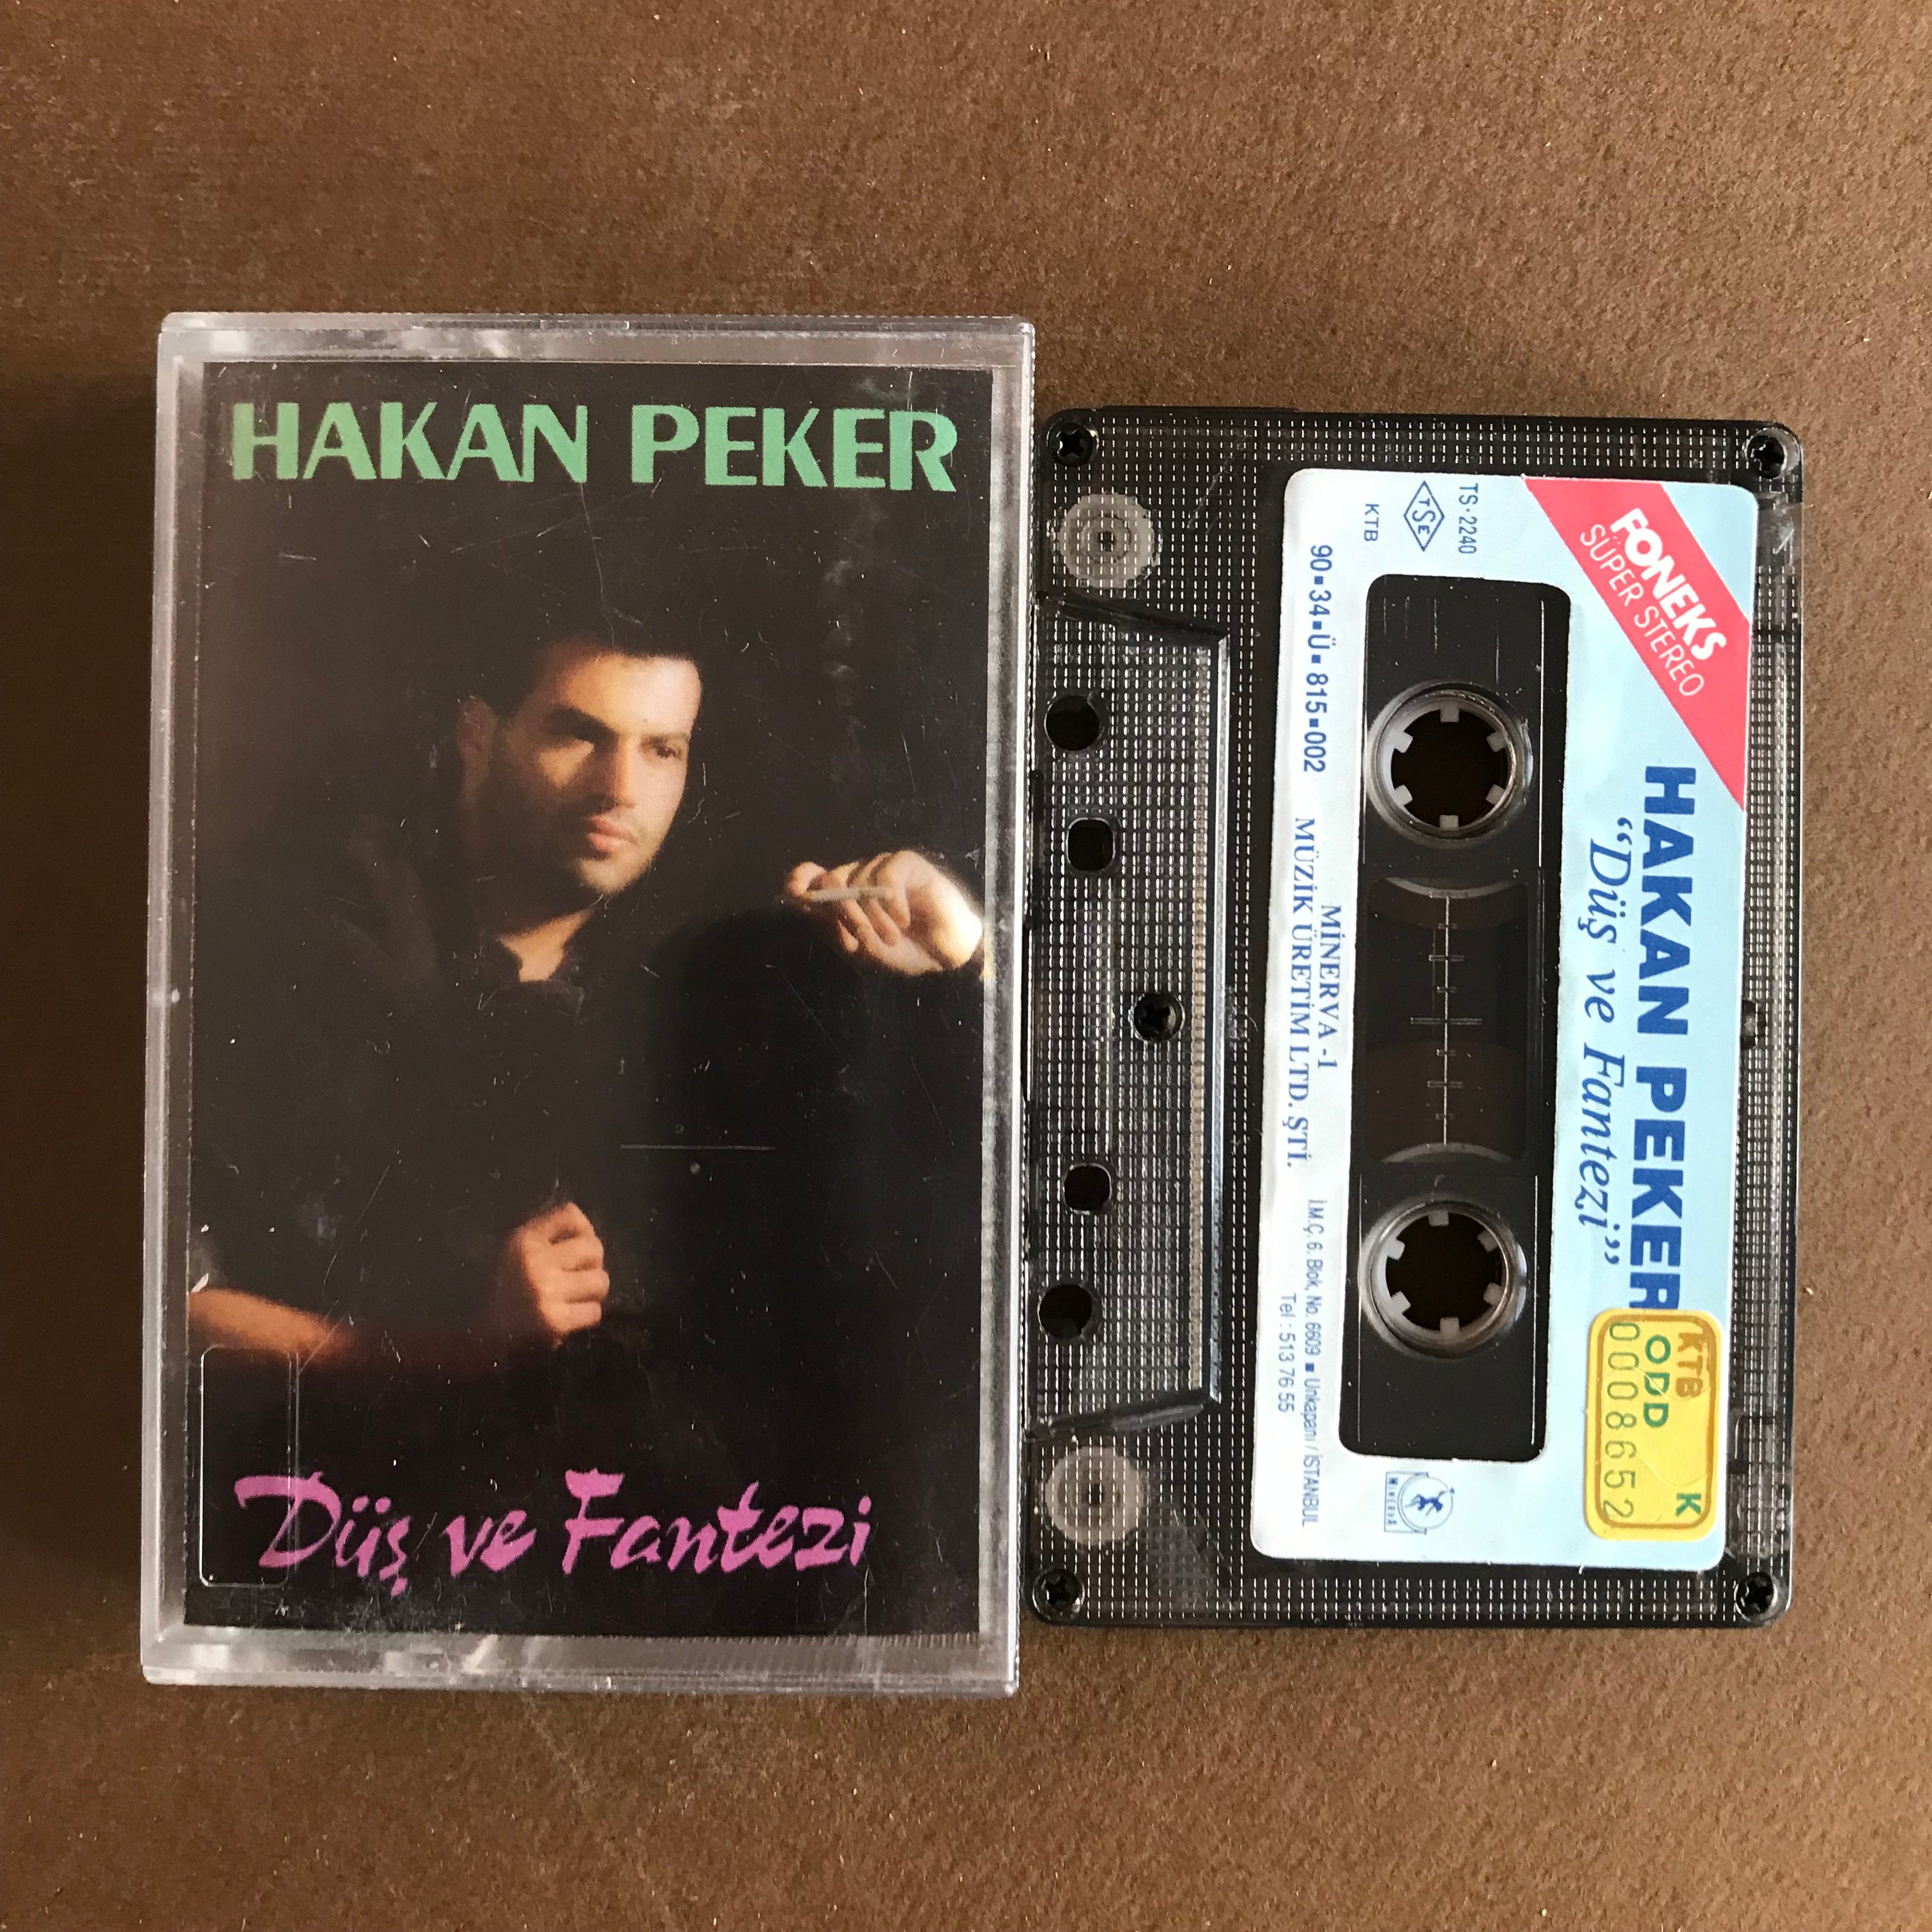 HAKAN PEKER
Düş ve Fantezi
FONEKS
SÜPER STEREO
HAKAN PEKER
“Düş ve Fantezi”
KTB
ODD
K
0008652
TS·2240
TSE
KTB
90▪34▪Ü▪815▪002
MİNERVA -1
MÜZİK ÜRETİM LTD. ŞTİ.
İ.M.Ç. 6. Blok, No. 6609 ▪ Unkapanı / İSTANBUL
Tel : 513 76 55
MINERVA